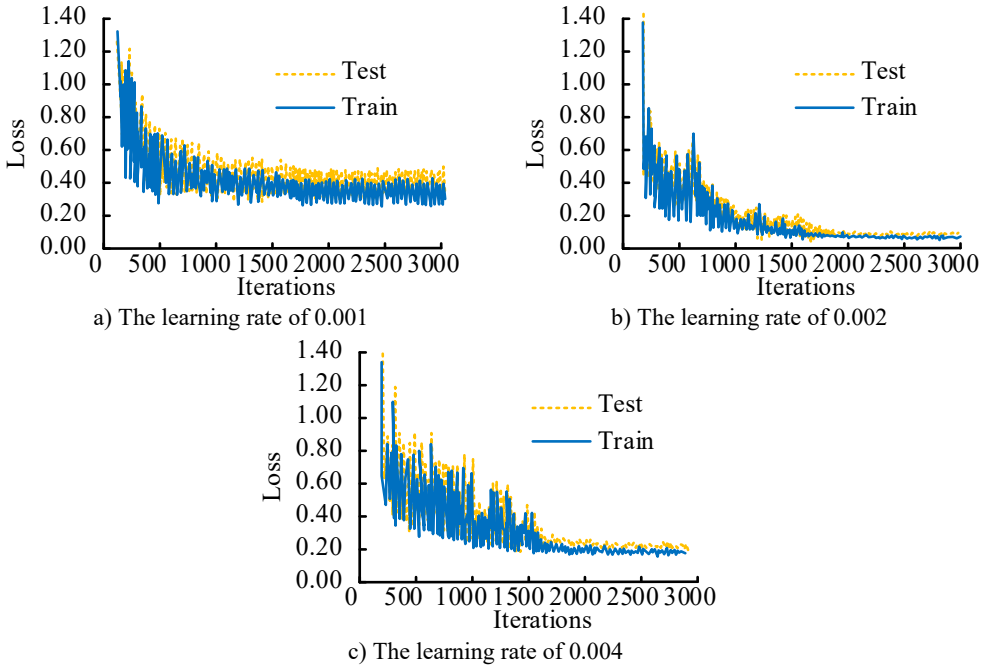 1.40
1.20
1.00
0.80
0.60
0.40
0.20
0.00
Loss
Test
Train
0 500 1000 1500 2000 2500 3000
Iterations
a) The learning rate of 0.001
1.40
1.20
1.00
0.80
0.60
0.40
0.20
0.00
Loss
Test
Train
0 500 1000 1500 2000 2500 3000
Iterations
b) The learning rate of 0.002
1.40
1.20
1.00
0.80
0.60
0.40
0.20
0.00
Loss
Test
Train
0 500 1000 1500 2000 2500 3000
Iterations
c) The learning rate of 0.004